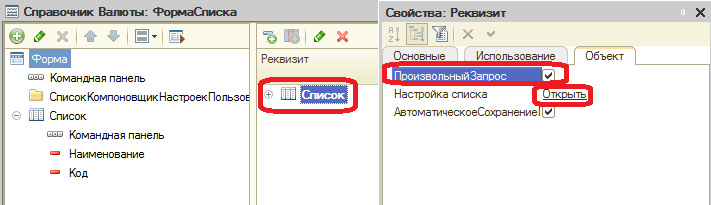 Справочник Валюты: ФормаСписка
Форма
Командная панель
СписокКомпоновщикНастроекПользов
Список
Командная панель
Наименование
Код
Реквизит
Список
Свойства: Реквизит
Основные
Использование
Объект
ПроизвольныйЗапрос
Настройка списка
Открыть
АвтоматическоеСохранение